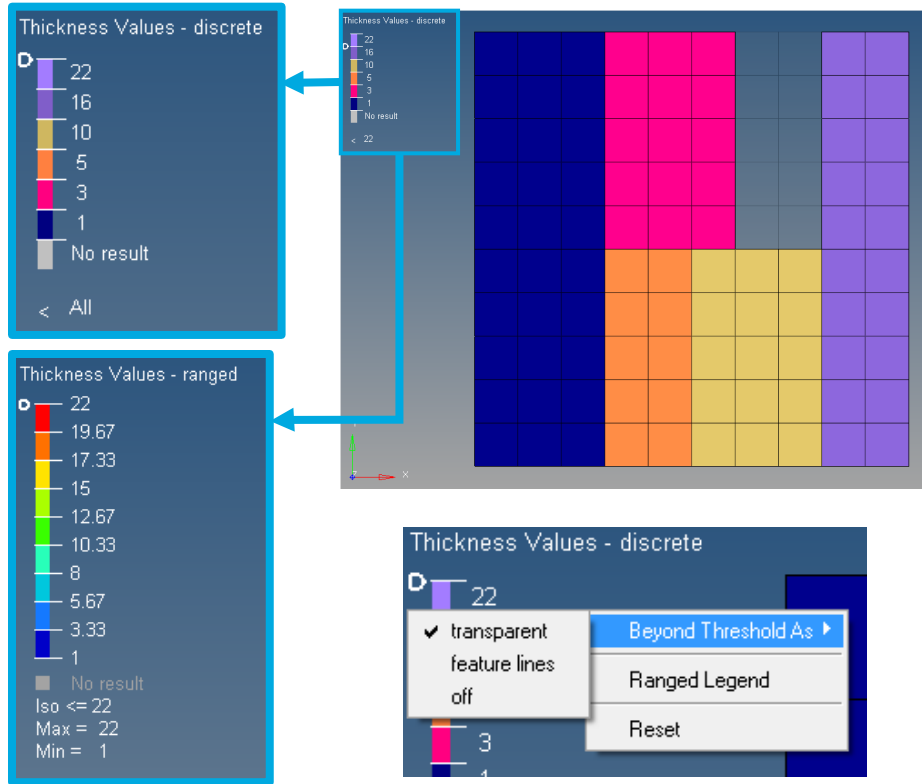 Thickness Values - discrete
D
22
16
10
5
3
1
No result
< All
Thickness Values - discrete
D
22
16
10
5
3
1
No result
< 22
Thickness Values - ranged
D
22
19.67
17.33
15
12.67
10.33
8
5.67
3.33
1
No result
Iso <= 22
Max = 22
Min = 1
Z X
Thickness Values - discrete
D
22
✓ transparent
feature lines
off
Beyond Threshold As
Ranged Legend
Reset
3
1